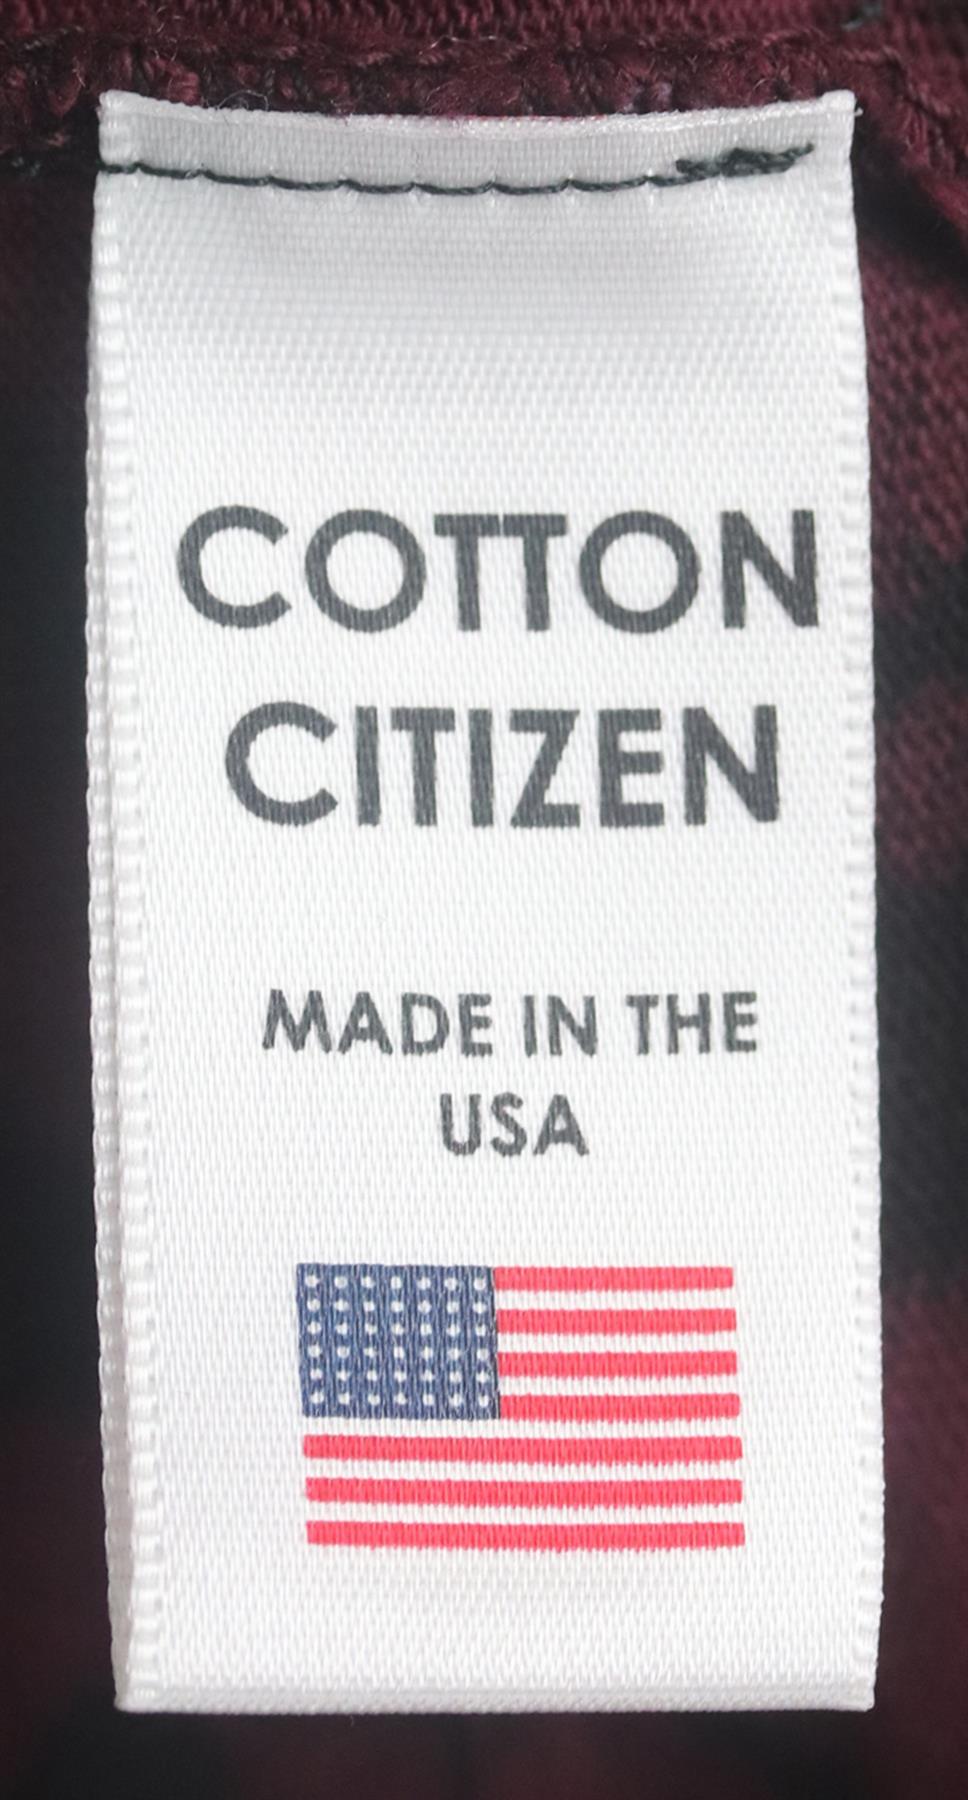 COTTON
CITIZEN
MADE IN THE
USA